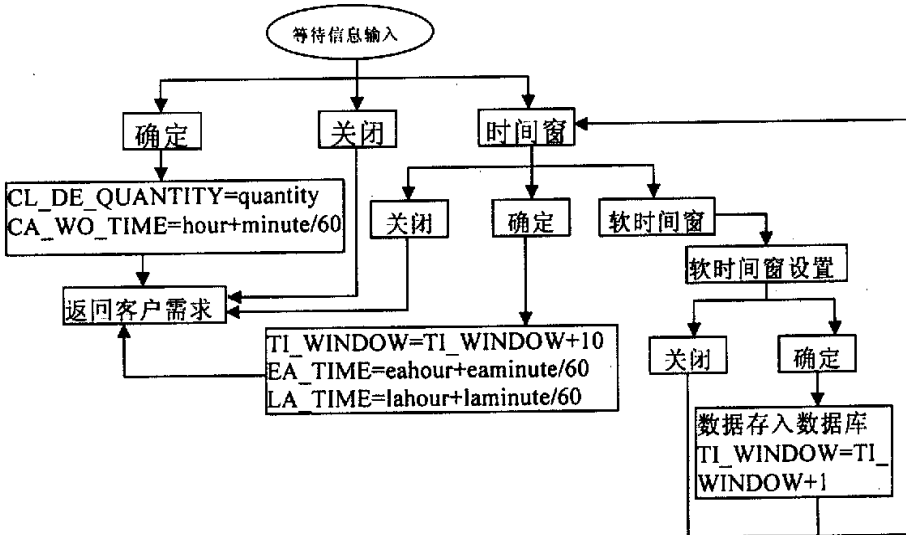 等待信息输入
确定
关闭
时间窗
CL_DE_QUANTITY=quantity
CA_WO_TIME=hour+minute/60
关闭
确定
软时间窗
软时间窗设置
返回客户需求
TI_WINDOW=TI_WINDOW+10
EA_TIME=eahour+eaminute/60
LA_TIME=lahour+laminute/60
关闭
确定
数据存入数据库
TI_WINDOW=TI_
WINDOW+1